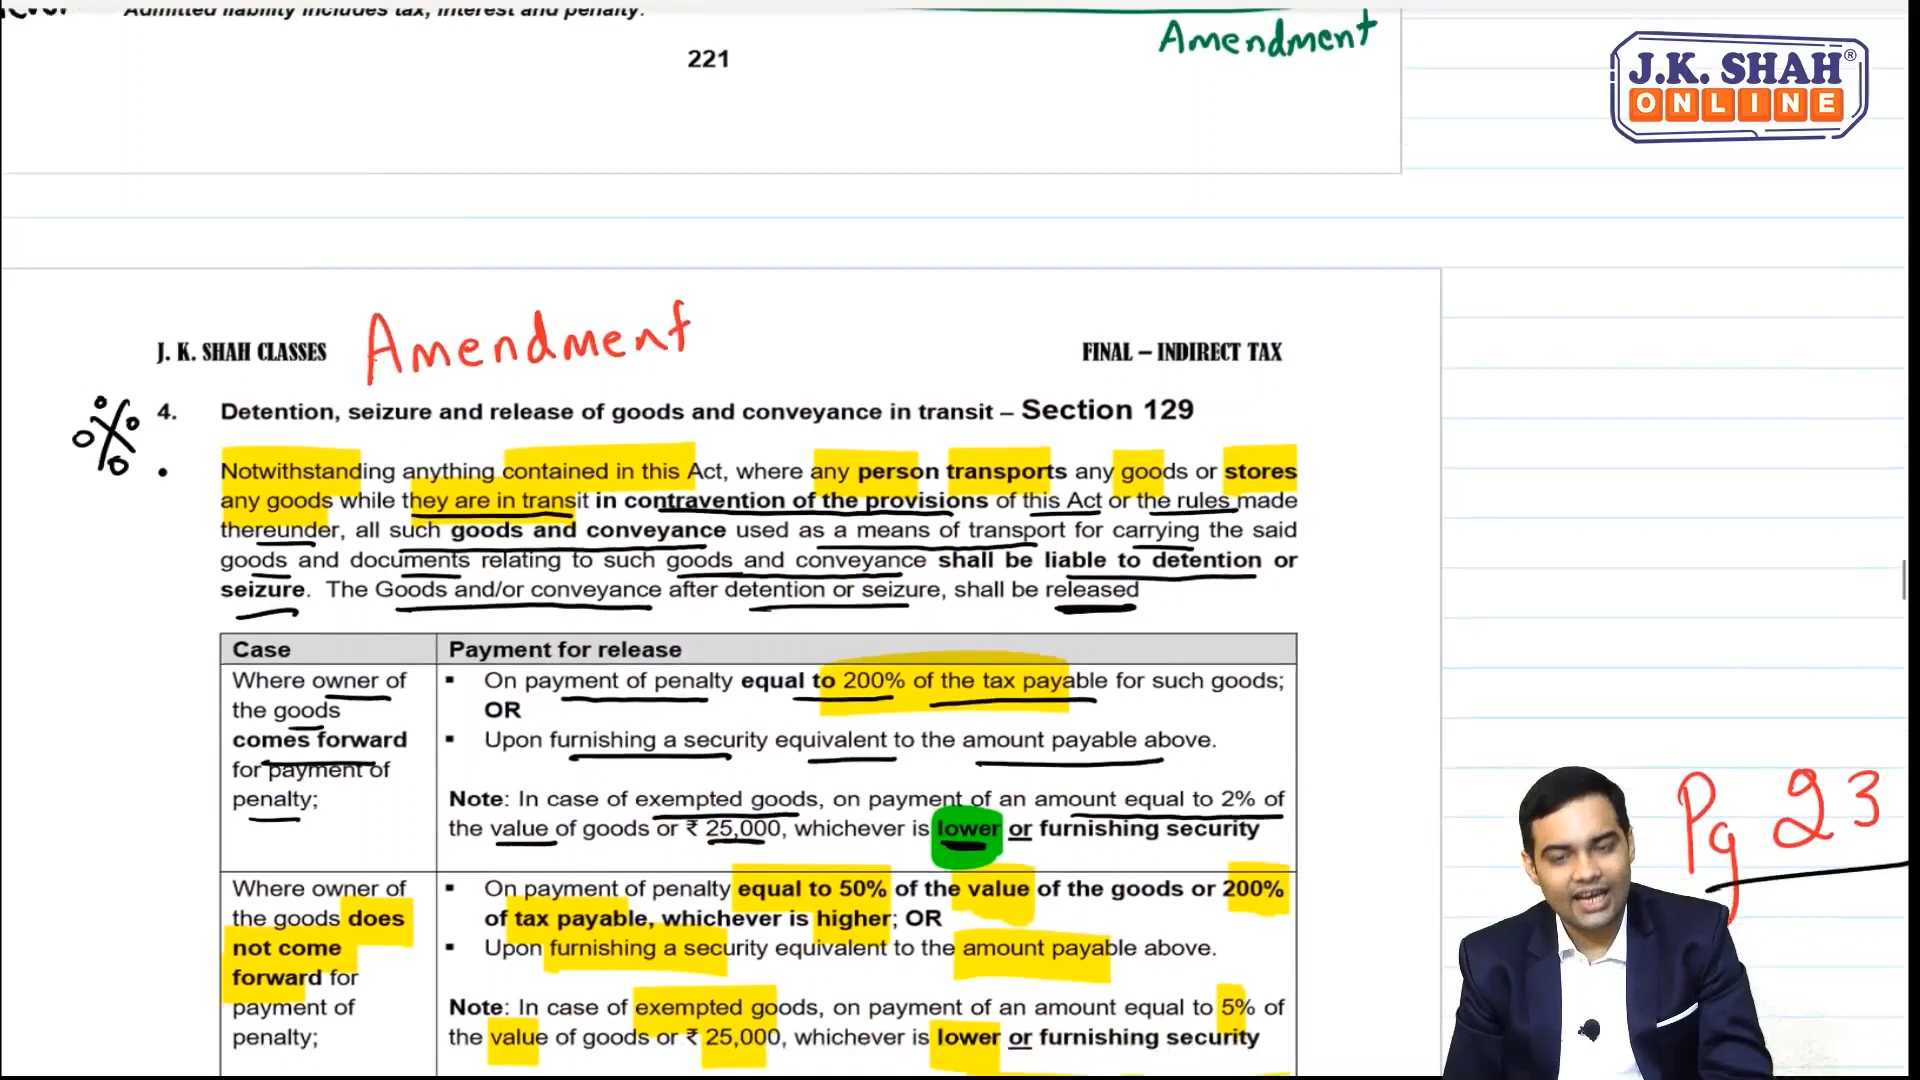 Admitted liability includes tax, interest and penalty.
Amendment
221
J.K. SHAH®
ONLINE
J. K. SHAH CLASSES
Amendment
FINAL – INDIRECT TAX
4. Detention, seizure and release of goods and conveyance in transit – Section 129
• Notwithstanding anything contained in this Act, where any person transports any goods or stores
any goods while they are in transit in contravention of the provisions of this Act or the rules made
thereunder, all such goods and conveyance used as a means of transport for carrying the said
goods and documents relating to such goods and conveyance shall be liable to detention or
seizure. The Goods and/or conveyance after detention or seizure, shall be released
Case
Payment for release
Where owner of
the goods
comes forward
for payment of
penalty;
▪ On payment of penalty equal to 200% of the tax payable for such goods;
OR
▪ Upon furnishing a security equivalent to the amount payable above.
Note: In case of exempted goods, on payment of an amount equal to 2% of
the value of goods or ₹ 25,000, whichever is lower or furnishing security
Where owner of
the goods does
not come
forward for
payment of
penalty;
▪ On payment of penalty equal to 50% of the value of the goods or 200%
of tax payable, whichever is higher; OR
▪ Upon furnishing a security equivalent to the amount payable above.
Note: In case of exempted goods, on payment of an amount equal to 5% of
the value of goods or ₹ 25,000, whichever is lower or furnishing security
Pg 23